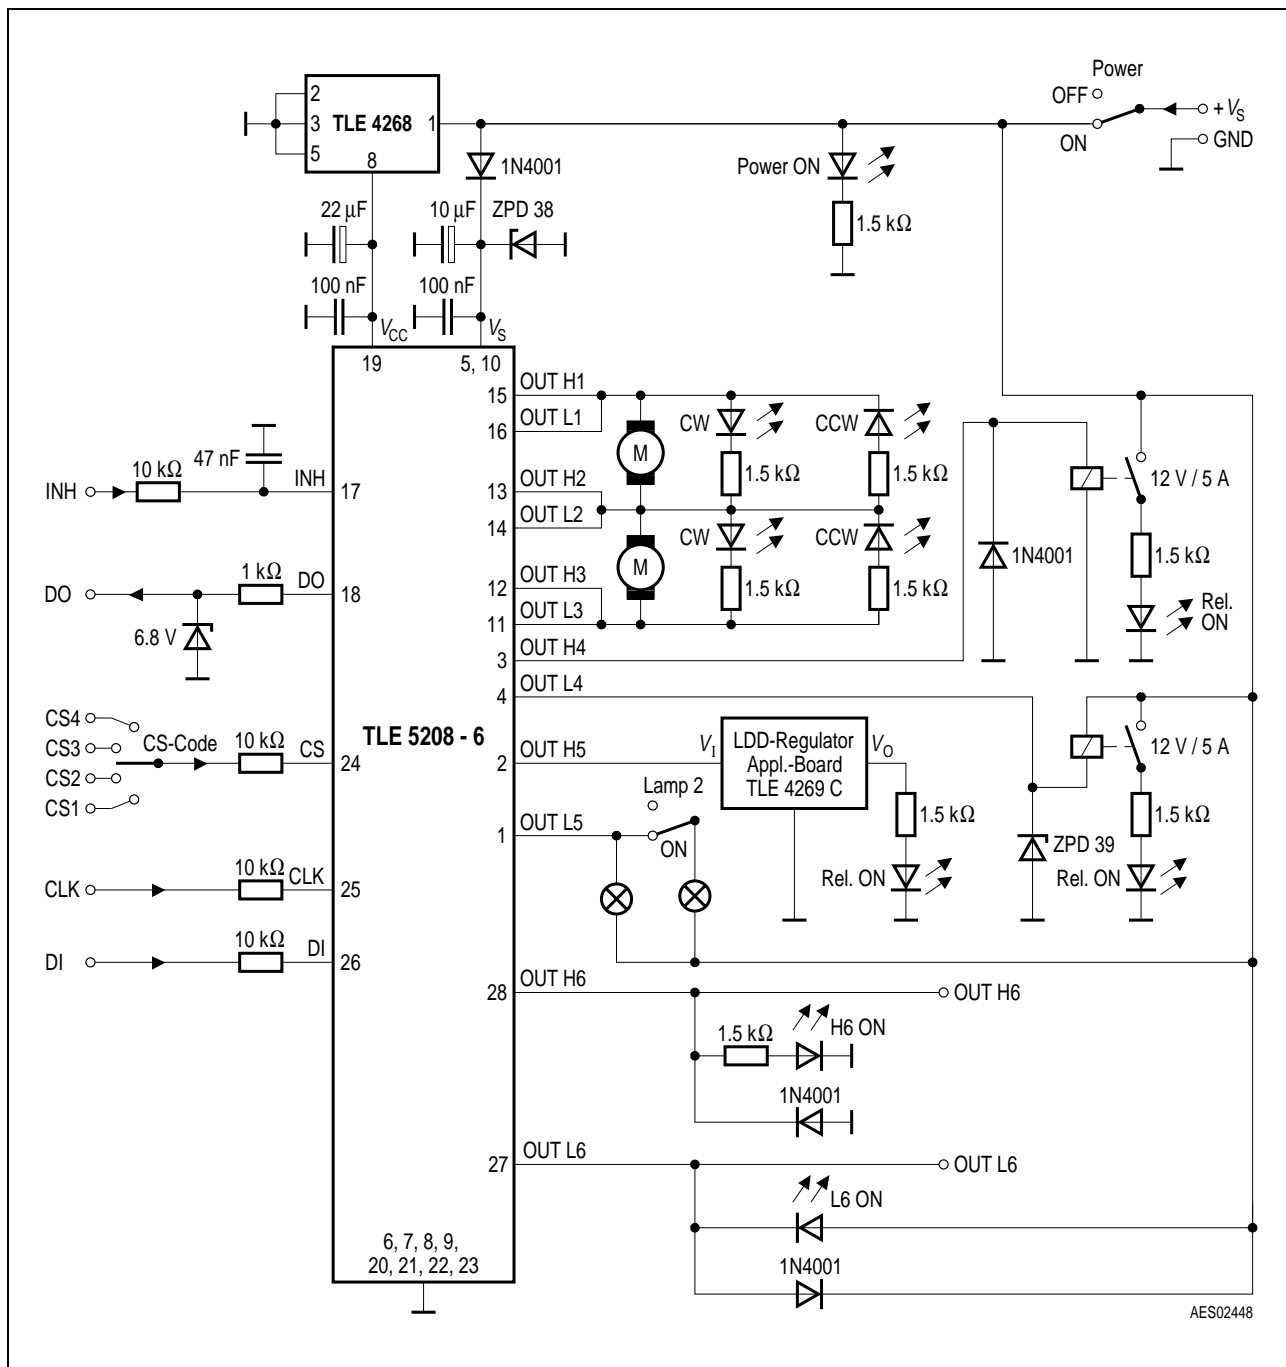 Power
OFF
+ VS
ON
GND
2
3
5
TLE 4268
1
8
1N4001
Power ON
1.5 kΩ
22 µF
10 µF
ZPD 38
100 nF
100 nF
VCC
VS
19
5, 10
15
OUT H1
16
OUT L1
CW
CCW
M
1.5 kΩ
1.5 kΩ
12 V / 5 A
47 nF
10 kΩ
INH
INH
17
13
OUT H2
14
OUT L2
CW
CCW
M
1.5 kΩ
1.5 kΩ
1N4001
1.5 kΩ
Rel.
ON
1 kΩ
DO
DO
18
6.8 V
12
OUT H3
11
OUT L3
3
OUT H4
4
OUT L4
CS4
CS3
CS2
CS1
CS-Code
10 kΩ
CS
24
TLE 5208 - 6
2
OUT H5
VI
LDD-Regulator
Appl.-Board
TLE 4269 C
VO
12 V / 5 A
Lamp 2
ON
1
OUT L5
1.5 kΩ
Rel. ON
ZPD 39
1.5 kΩ
Rel. ON
CLK
10 kΩ
CLK
25
DI
10 kΩ
DI
26
28
OUT H6
OUT H6
1.5 kΩ
H6 ON
1N4001
27
OUT L6
OUT L6
L6 ON
1N4001
6, 7, 8, 9,
20, 21, 22, 23
AES02448